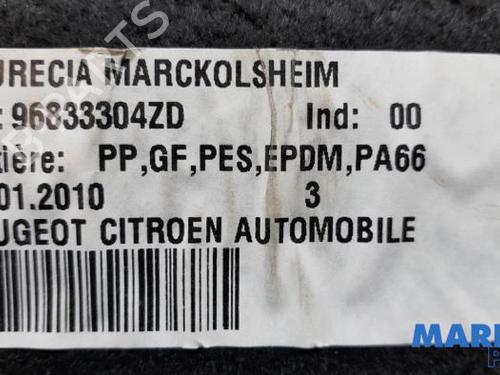 URECIA MARCKOLSHEIM
: 96833304ZD Ind: 00
tière: PP,GF,PES,EPDM,PA66
.01.2010 3
UGEOT CITROEN AUTOMOBILE
MAR
P